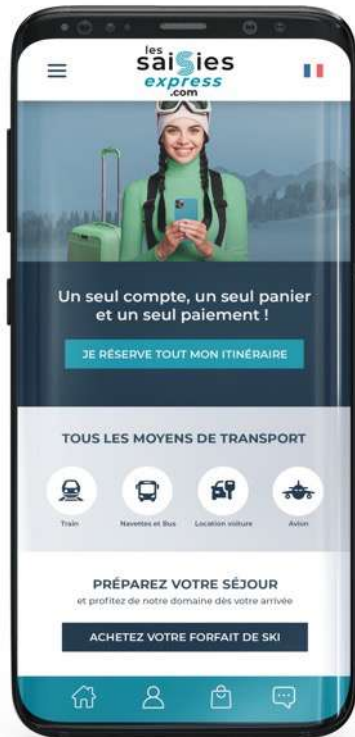 les
saisies
express
.com
Un seul compte, un seul panier
et un seul paiement !
JE RÉSERVE TOUT MON ITINÉRAIRE
TOUS LES MOYENS DE TRANSPORT
Train
Navettes et Bus
Location voiture
Avion
PRÉPAREZ VOTRE SÉJOUR
et profitez de notre domaine dès votre arrivée
ACHETEZ VOTRE FORFAIT DE SKI